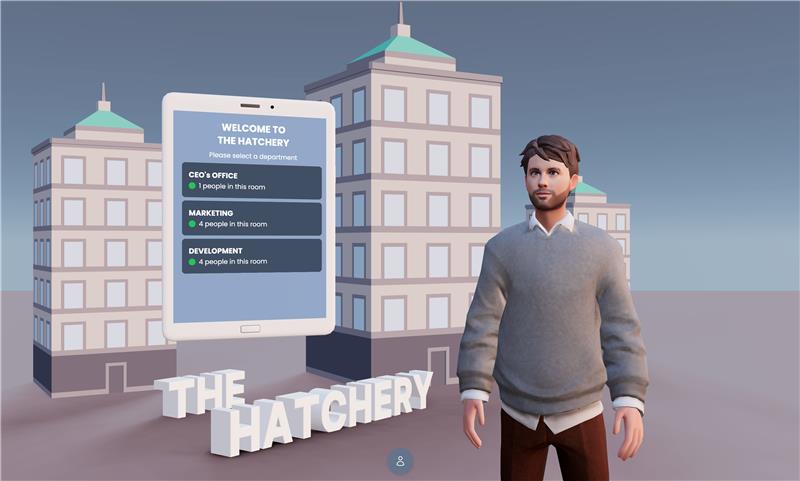 WELCOME TO
THE HATCHERY
Please select a department
CEO's OFFICE
1 people in this room
MARKETING
4 people in this room
DEVELOPMENT
4 people in this room
THE
HATCHERY